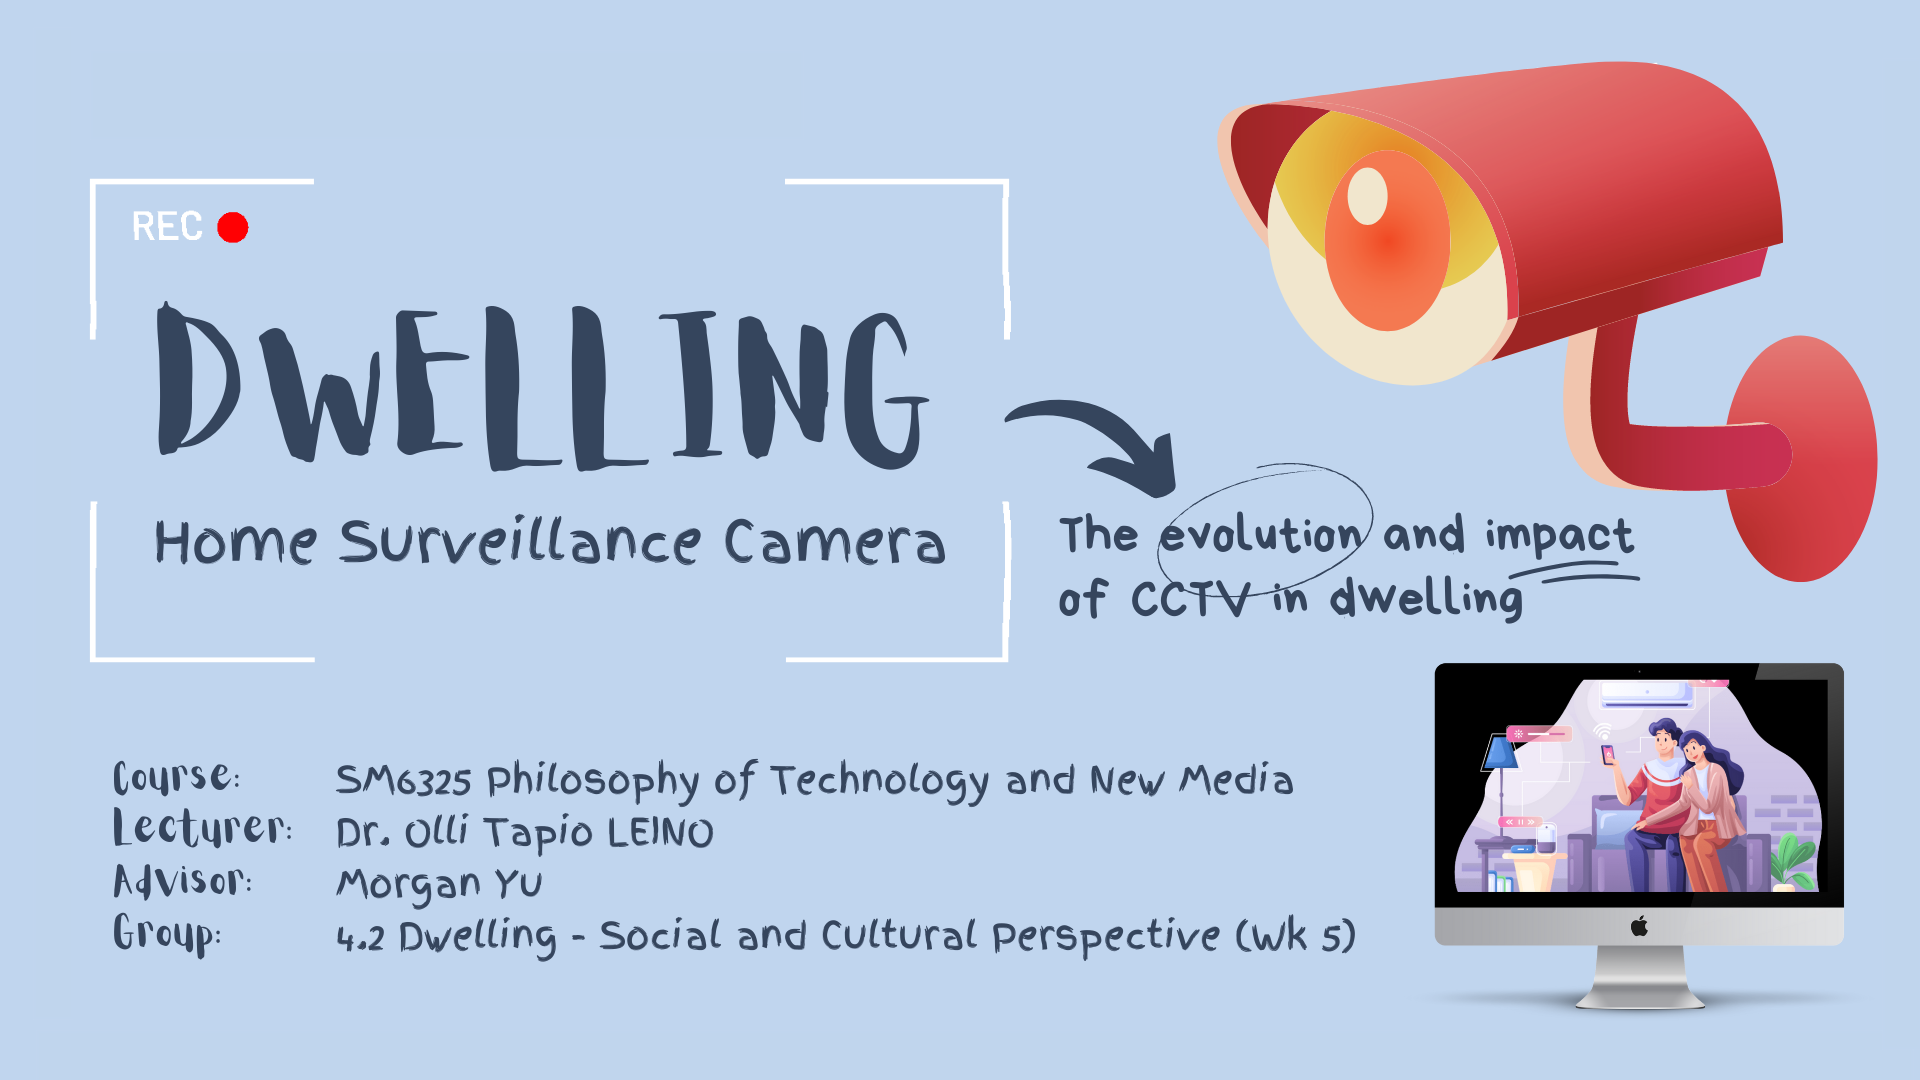 REC
DWELLING
Home Surveillance Camera
The evolution and impact
of CCTV in dwelling
Course: SM6325 Philosophy of Technology and New Media
Lecturer: Dr. Olli Tapio LEINO
Advisor: Morgan Yu
Group: 4.2 Dwelling - Social and Cultural Perspective (Wk 5)